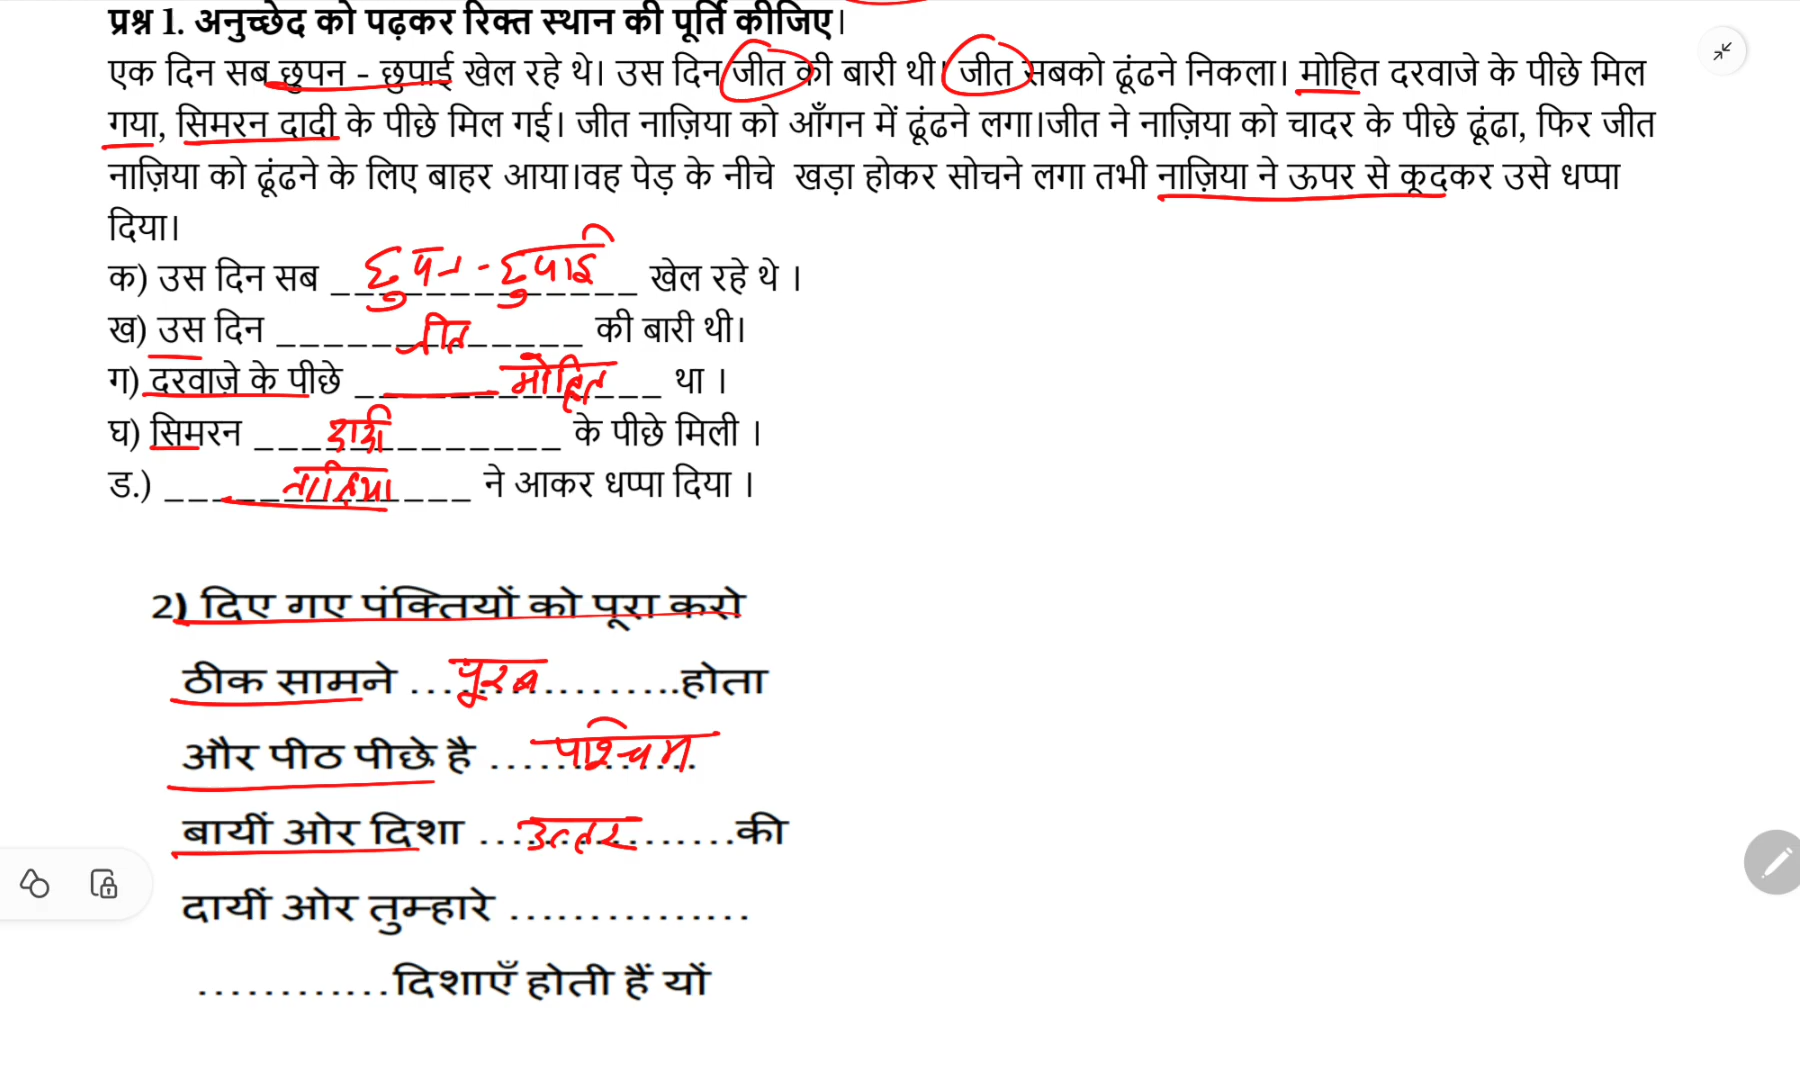 प्रश्न 1. अनुच्छेद को पढ़कर रिक्त स्थान की पूर्ति कीजिए।
एक दिन सब छुपन - छुपाई खेल रहे थे। उस दिन जीत की बारी थी। जीत सबको ढूंढने निकला। मोहित दरवाजे के पीछे मिल
गया, सिमरन दादी के पीछे मिल गई। जीत नाज़िया को आँगन में ढूंढने लगा।जीत ने नाज़िया को चादर के पीछे ढूंढा, फिर जीत
नाज़िया को ढूंढने के लिए बाहर आया।वह पेड़ के नीचे खड़ा होकर सोचने लगा तभी नाज़िया ने ऊपर से कूदकर उसे धप्पा
दिया।
क) उस दिन सब _ छुपन - छुपाई _ खेल रहे थे ।
ख) उस दिन _ _ _ _ _ जीत _ _ _ _ _ की बारी थी।
ग) दरवाज़े के पीछे _ _ _ _ _ मोहित _ _ था ।
घ) सिमरन _ _ _ दादी _ _ _ _ _ _ _ के पीछे मिली ।
ड.) _ _ _ _ _ नाज़िया _ _ _ ने आकर धप्पा दिया ।
2) दिए गए पंक्तियों को पूरा करो
ठीक सामने ... पूरब ..........होता
और पीठ पीछे है .... पश्चिम
बायीं ओर दिशा ... उत्तर .......की
दायीं ओर तुम्हारे ...............
............दिशाएँ होती हैं यों